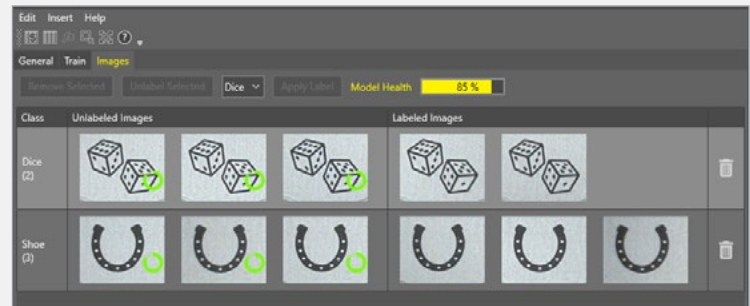 Edit Insert Help
General Train Images
Remove Selected Unlabel Selected Dice Apply Label Model Health 85 %
Class Unlabeled Images Labeled Images
Dice
(2)
Shoe
(3)